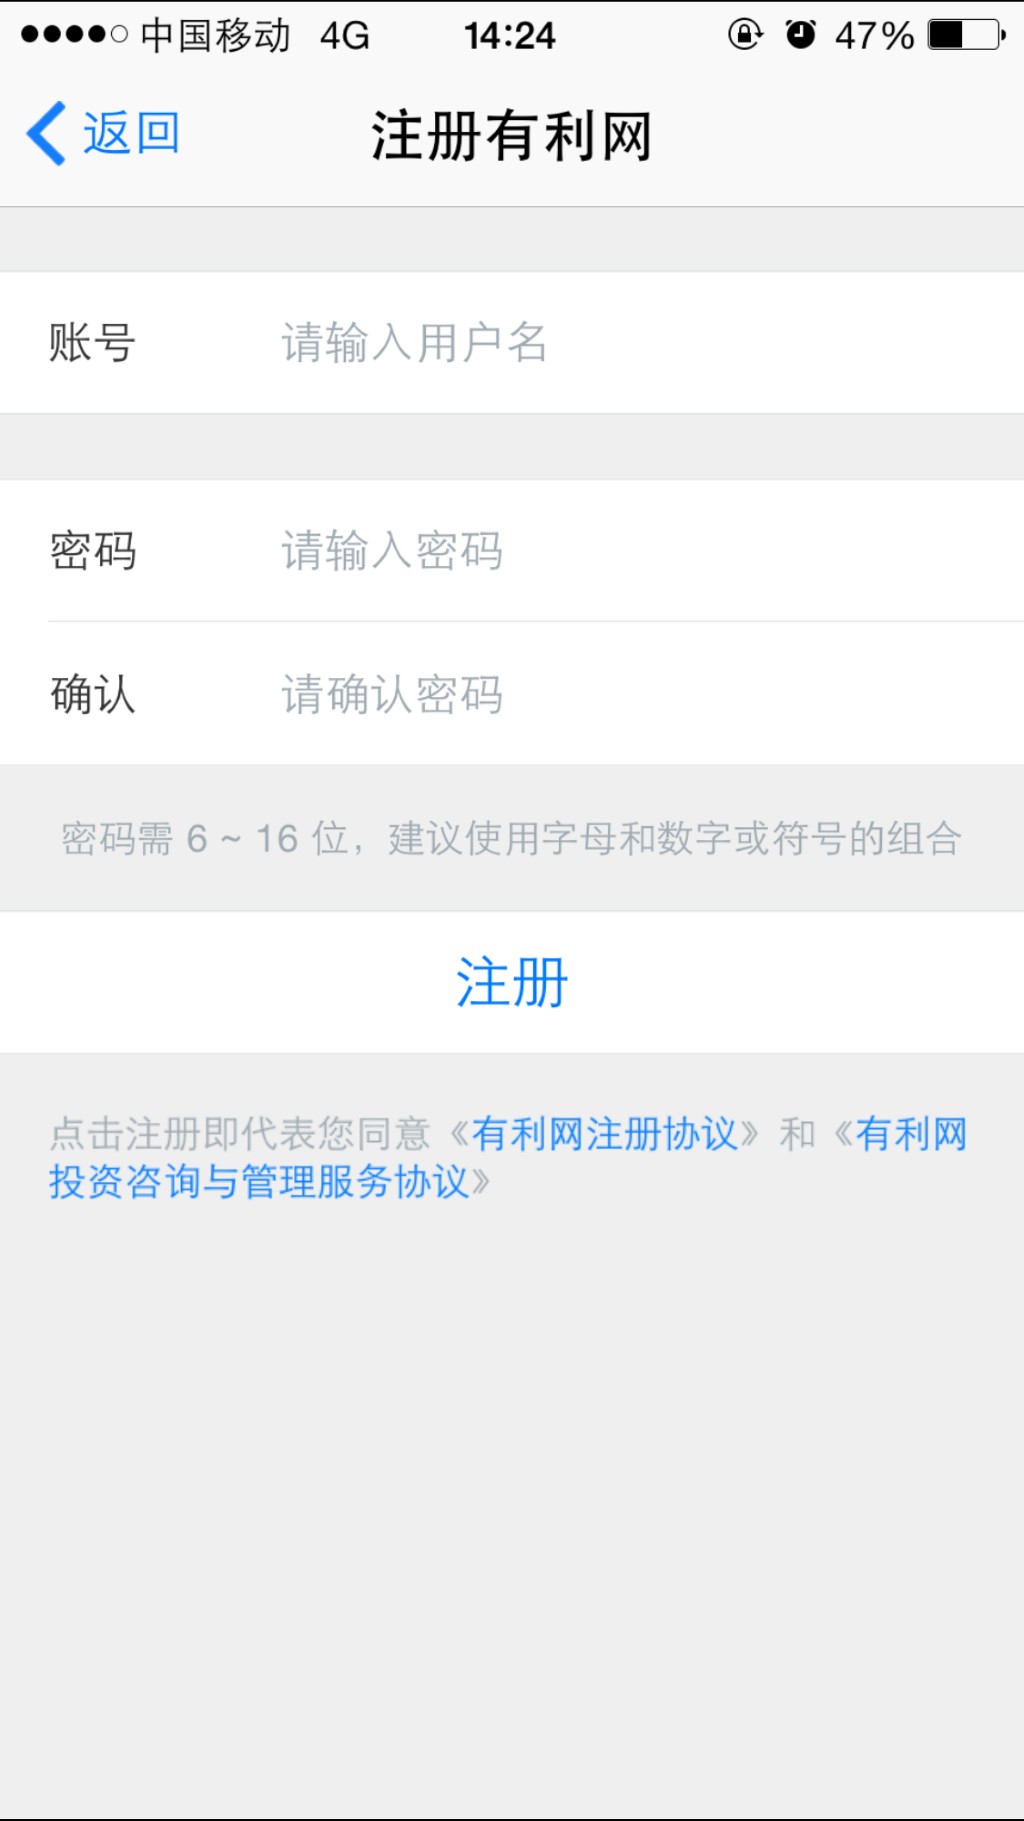 中国移动 4G 14:24 47%
返回 注册有利网
账号 请输入用户名
密码 请输入密码
确认 请确认密码
密码需 6 ~ 16 位，建议使用字母和数字或符号的组合
注册
点击注册即代表您同意《有利网注册协议》和《有利网
投资咨询与管理服务协议》